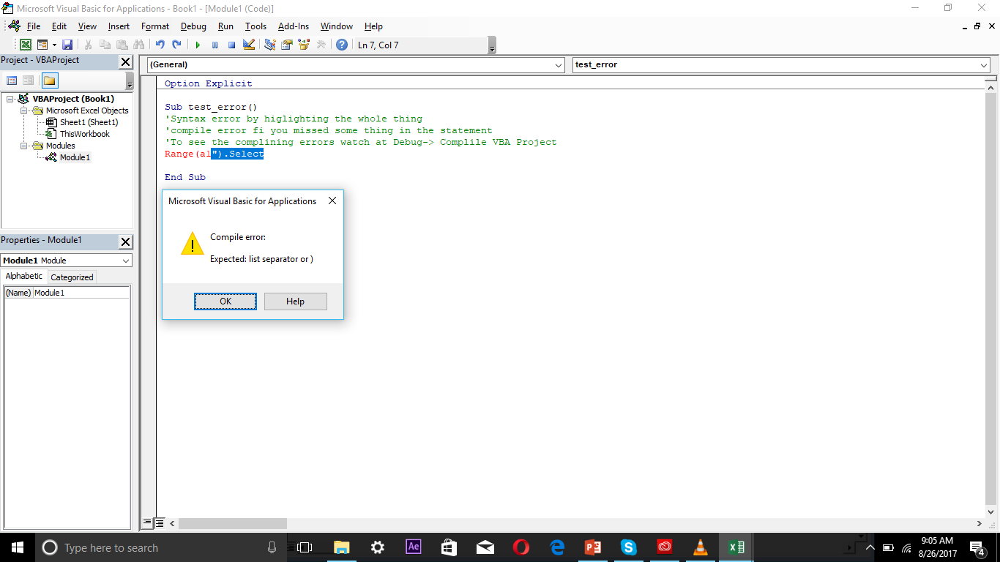 Microsoft Visual Basic for Applications - Book1 - [Module1 (Code)]
File Edit View Insert Format Debug Run Tools Add-Ins Window Help
Ln 7, Col 7
Project - VBAProject
(General)
test_error
VBAProject (Book1)
Microsoft Excel Objects
Sheet1 (Sheet1)
ThisWorkbook
Modules
Module1
Option Explicit
Sub test_error()
'Syntax error by higlighting the whole thing
'compile error fi you missed some thing in the statement
'To see the complining errors watch at Debug-> Complile VBA Project
Range(al").Select
End Sub
Microsoft Visual Basic for Applications
Compile error:
Expected: list separator or )
OK
Help
Properties - Module1
Module1 Module
Alphabetic Categorized
(Name) Module1
Type here to search
Ae
9:05 AM
8/26/2017
4